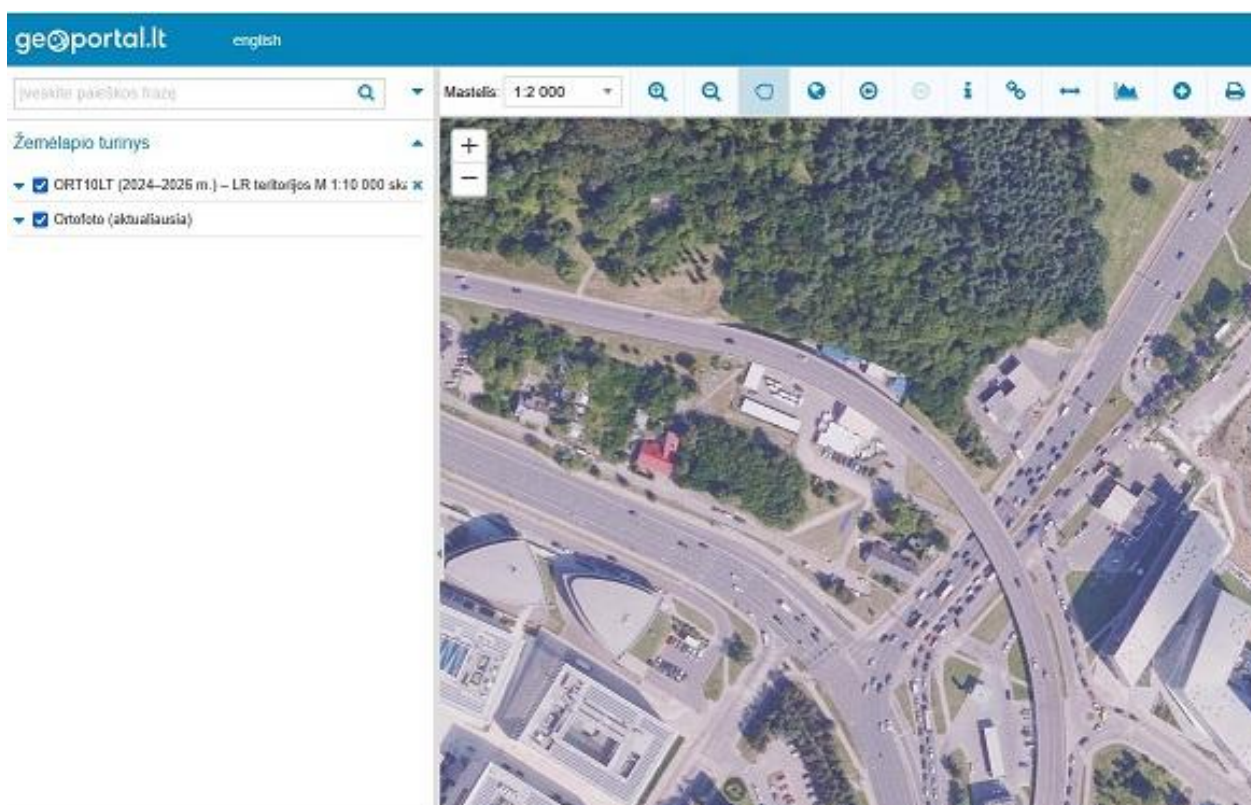 geoportal.lt
english
Įveskite paieškos frazę
Mastelis: 1:2 000
Žemėlapio turinys
ORT10LT (2024–2026 m.) – LR teritorijos M 1:10 000 ska
Ortofoto (aktualiausia)